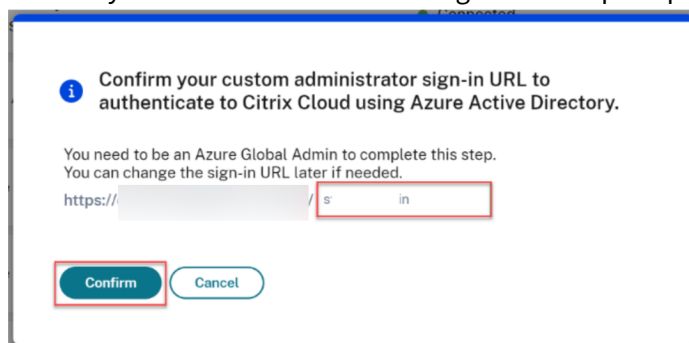 Connected
Confirm your custom administrator sign-in URL to
authenticate to Citrix Cloud using Azure Active Directory.
You need to be an Azure Global Admin to complete this step.
You can change the sign-in URL later if needed.
https:// / s in
Confirm
Cancel